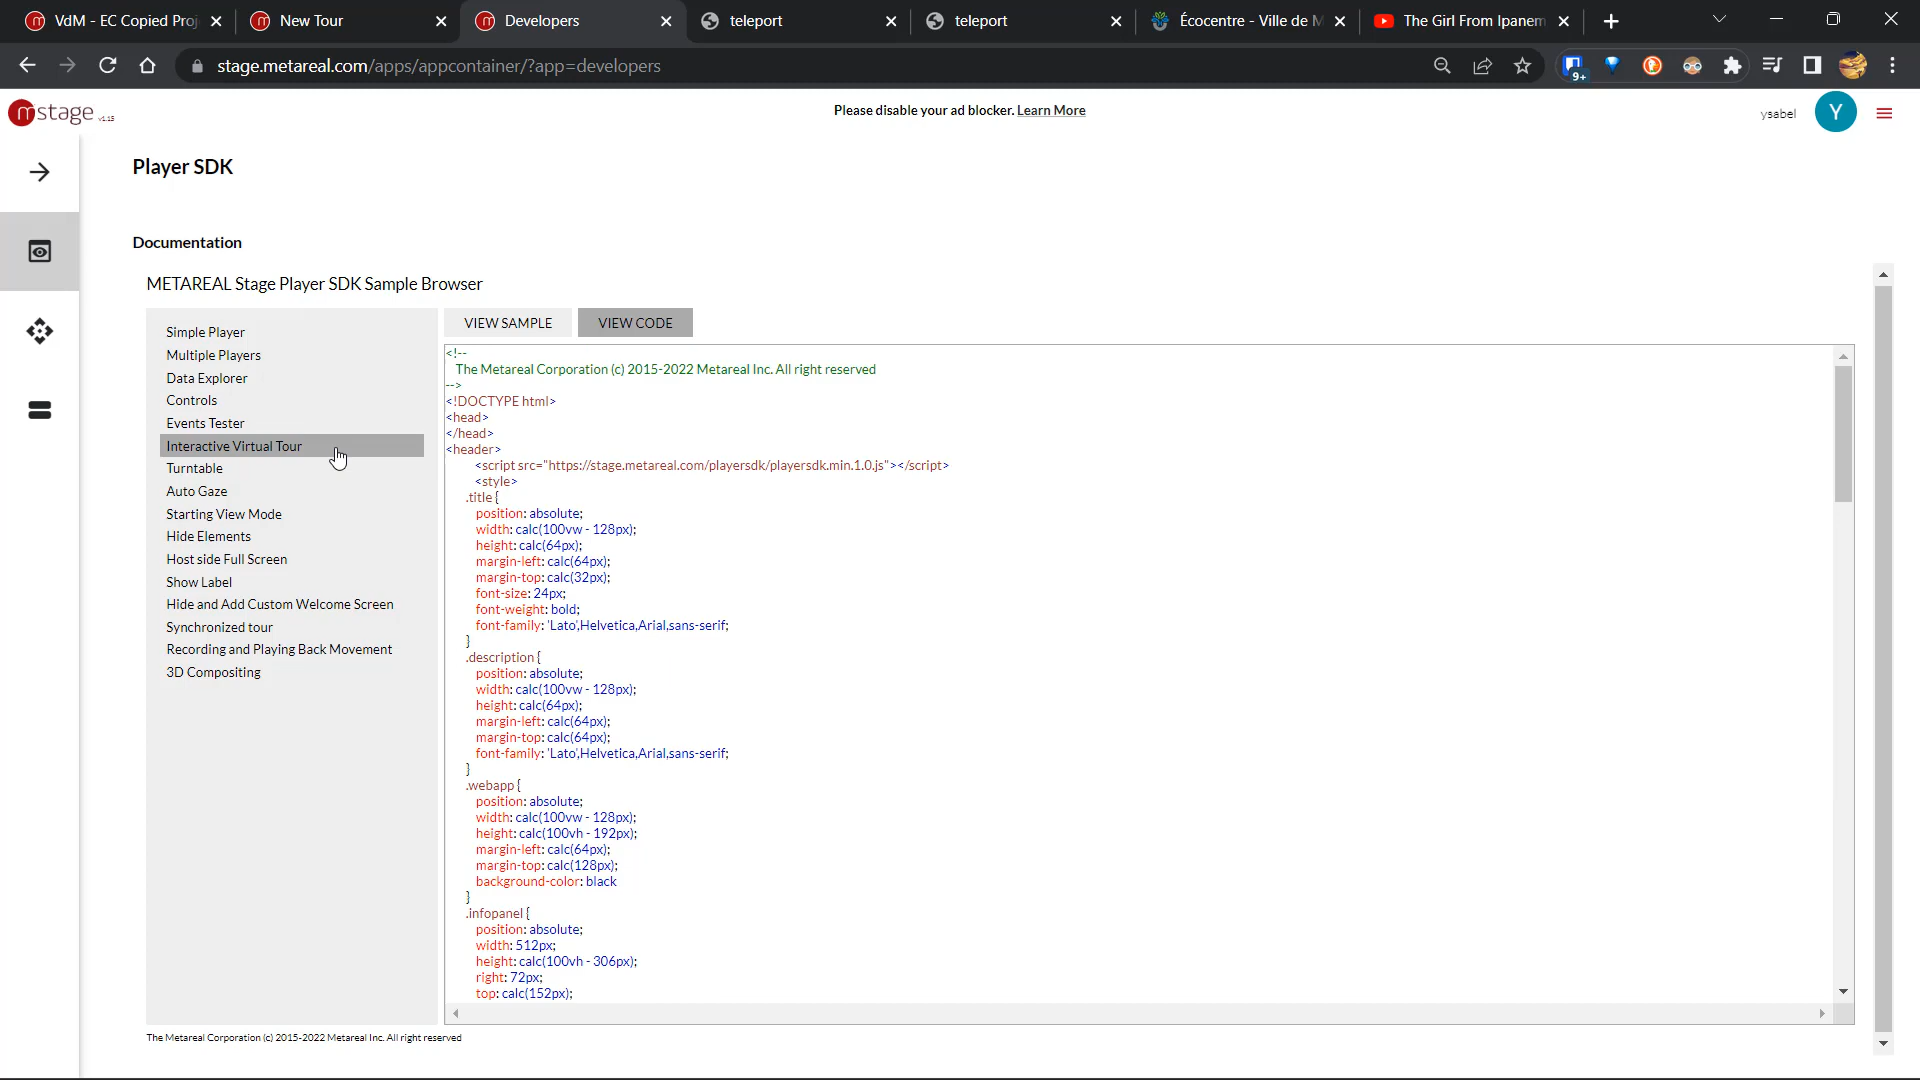 VdM - EC Copied Proj
New Tour
Developers
teleport
teleport
Écocentre - Ville de M
The Girl From Ipanem
stage.metareal.com/apps/appcontainer/?app=developers
9+
stage v1.15
Please disable your ad blocker. Learn More
ysabel
Y
Player SDK
Documentation
METAREAL Stage Player SDK Sample Browser
Simple Player
Multiple Players
Data Explorer
Controls
Events Tester
Interactive Virtual Tour
Turntable
Auto Gaze
Starting View Mode
Hide Elements
Host side Full Screen
Show Label
Hide and Add Custom Welcome Screen
Synchronized tour
Recording and Playing Back Movement
3D Compositing
VIEW SAMPLE
VIEW CODE
<!--
The Metareal Corporation (c) 2015-2022 Metareal Inc. All right reserved
-->
<!DOCTYPE html>
<head>
</head>
<header>
<script src="https://stage.metareal.com/playersdk/playersdk.min.1.0.js"></script>
<style>
.title {
position: absolute;
width: calc(100vw - 128px);
height: calc(64px);
margin-left: calc(64px);
margin-top: calc(32px);
font-size: 24px;
font-weight: bold;
font-family: 'Lato',Helvetica,Arial,sans-serif;
}
.description {
position: absolute;
width: calc(100vw - 128px);
height: calc(64px);
margin-left: calc(64px);
margin-top: calc(64px);
font-family: 'Lato',Helvetica,Arial,sans-serif;
}
.webapp {
position: absolute;
width: calc(100vw - 128px);
height: calc(100vh - 192px);
margin-left: calc(64px);
margin-top: calc(128px);
background-color: black
}
.infopanel {
position: absolute;
width: 512px;
height: calc(100vh - 306px);
right: 72px;
top: calc(152px);
The Metareal Corporation (c) 2015-2022 Metareal Inc. All right reserved